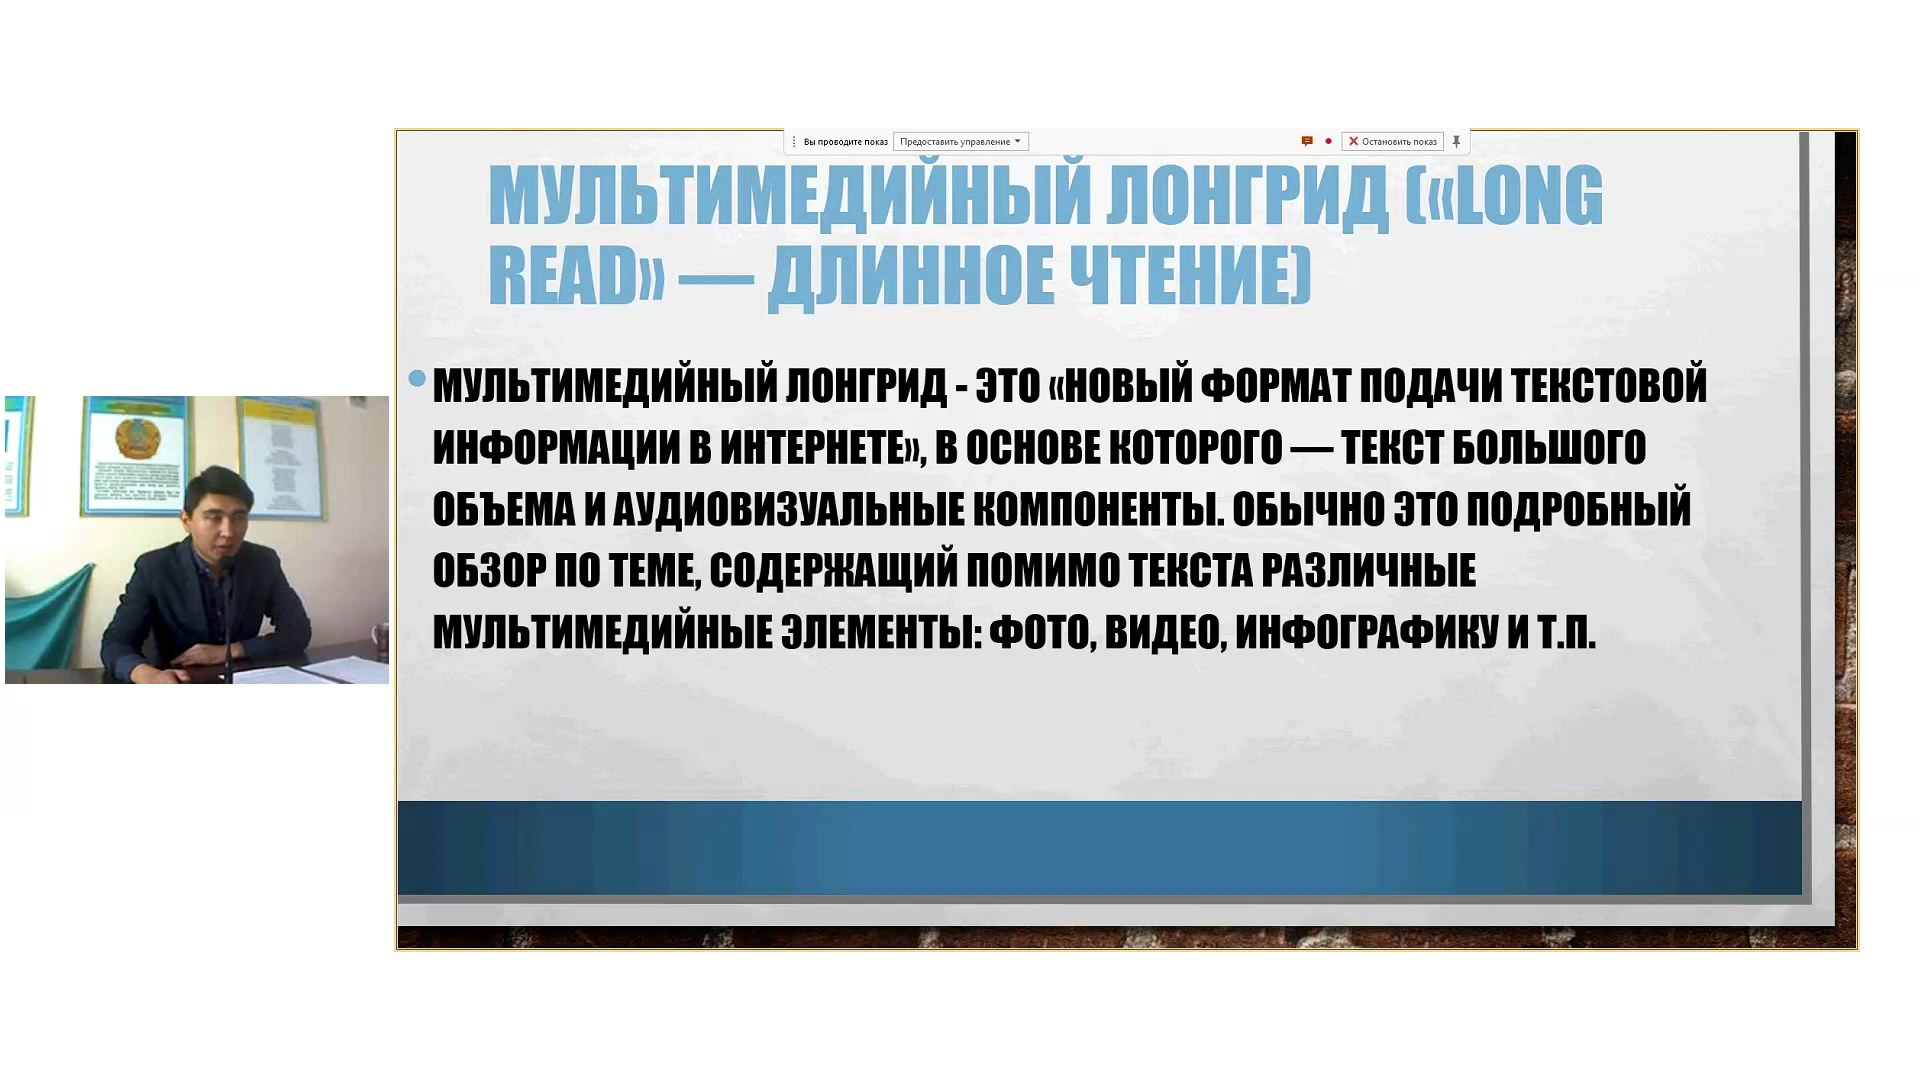 Вы проводите показ
Предоставить управление
Остановить показ
МУЛЬТИМЕДИЙНЫЙ ЛОНГРИД («LONG
READ» — ДЛИННОЕ ЧТЕНИЕ)
МУЛЬТИМЕДИЙНЫЙ ЛОНГРИД - ЭТО «НОВЫЙ ФОРМАТ ПОДАЧИ ТЕКСТОВОЙ
ИНФОРМАЦИИ В ИНТЕРНЕТЕ», В ОСНОВЕ КОТОРОГО — ТЕКСТ БОЛЬШОГО
ОБЪЕМА И АУДИОВИЗУАЛЬНЫЕ КОМПОНЕНТЫ. ОБЫЧНО ЭТО ПОДРОБНЫЙ
ОБЗОР ПО ТЕМЕ, СОДЕРЖАЩИЙ ПОМИМО ТЕКСТА РАЗЛИЧНЫЕ
МУЛЬТИМЕДИЙНЫЕ ЭЛЕМЕНТЫ: ФОТО, ВИДЕО, ИНФОГРАФИКУ И Т.П.